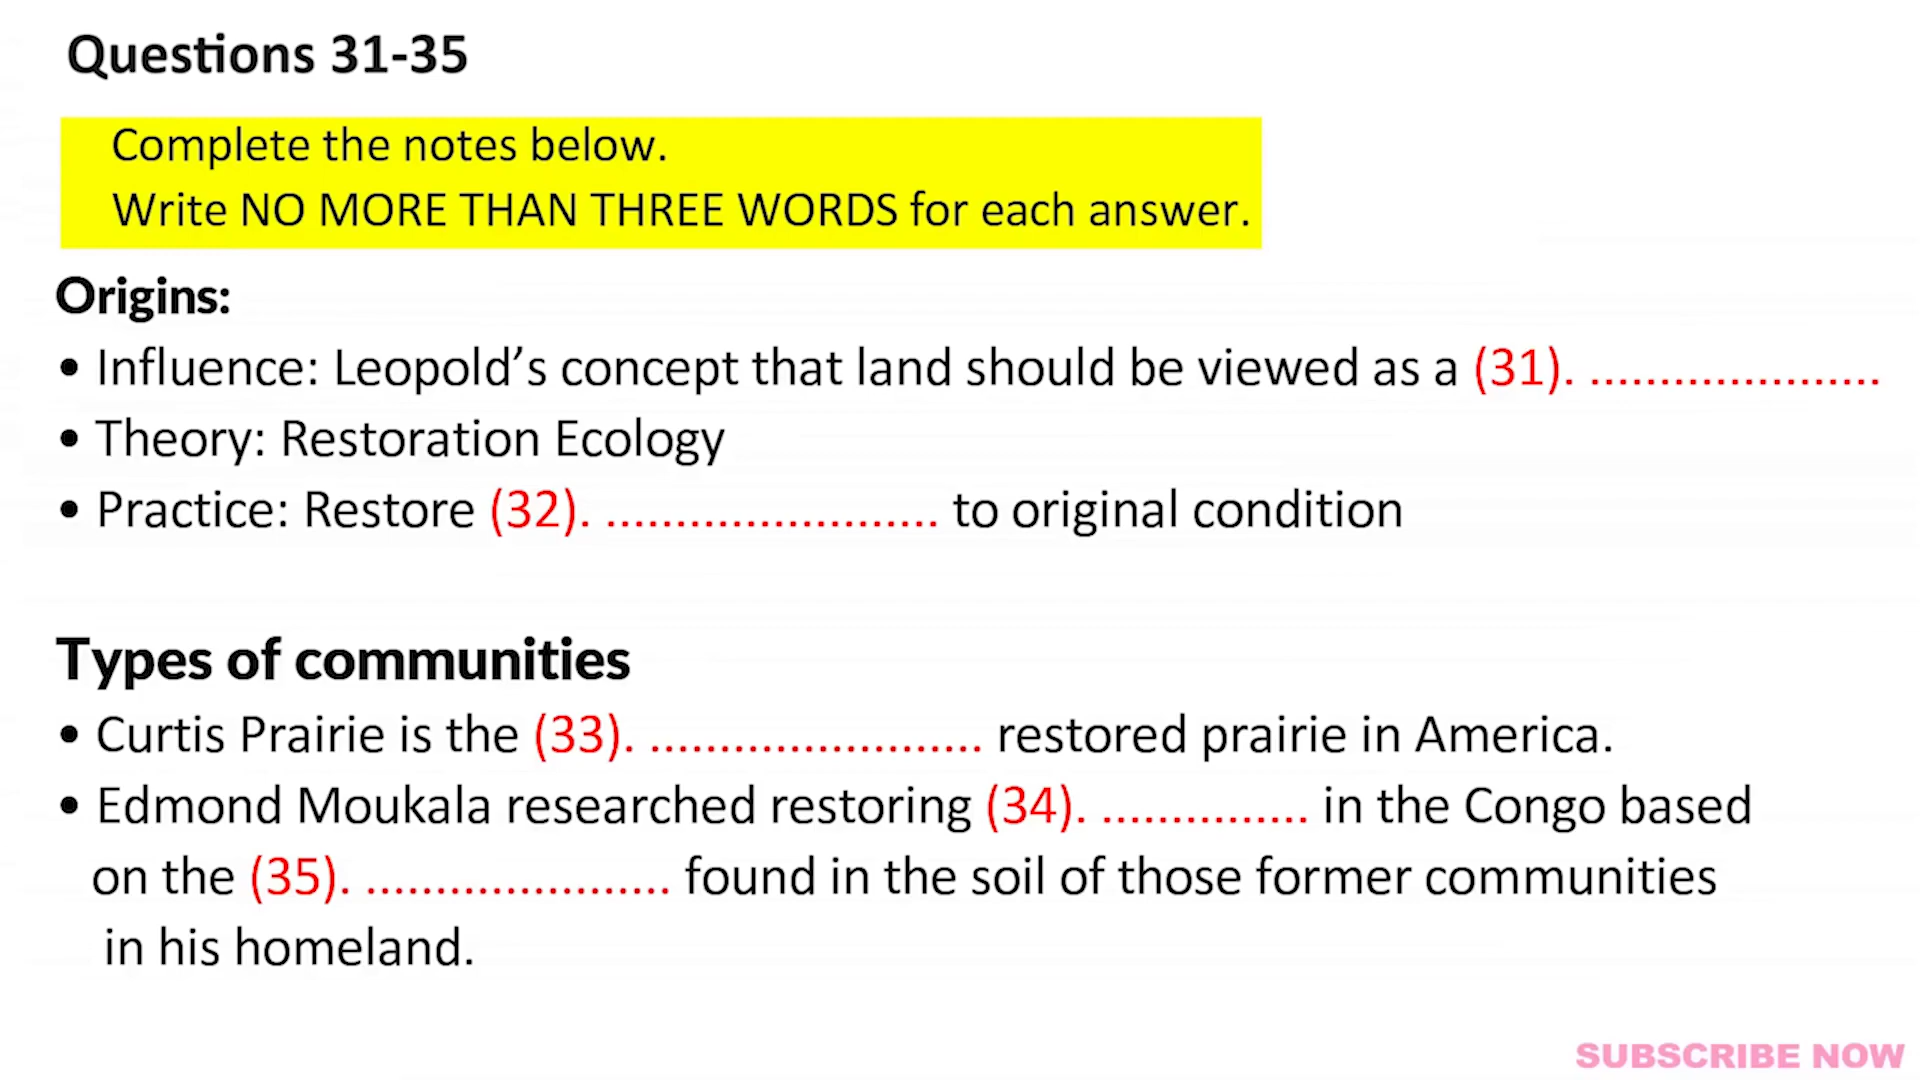 Questions 31-35
Complete the notes below.
Write NO MORE THAN THREE WORDS for each answer.
Origins:
• Influence: Leopold’s concept that land should be viewed as a (31). .....................
• Theory: Restoration Ecology
• Practice: Restore (32). ........................ to original condition
Types of communities
• Curtis Prairie is the (33). ........................ restored prairie in America.
• Edmond Moukala researched restoring (34). ............... in the Congo based
on the (35). ...................... found in the soil of those former communities
in his homeland.
SUBSCRIBE NOW